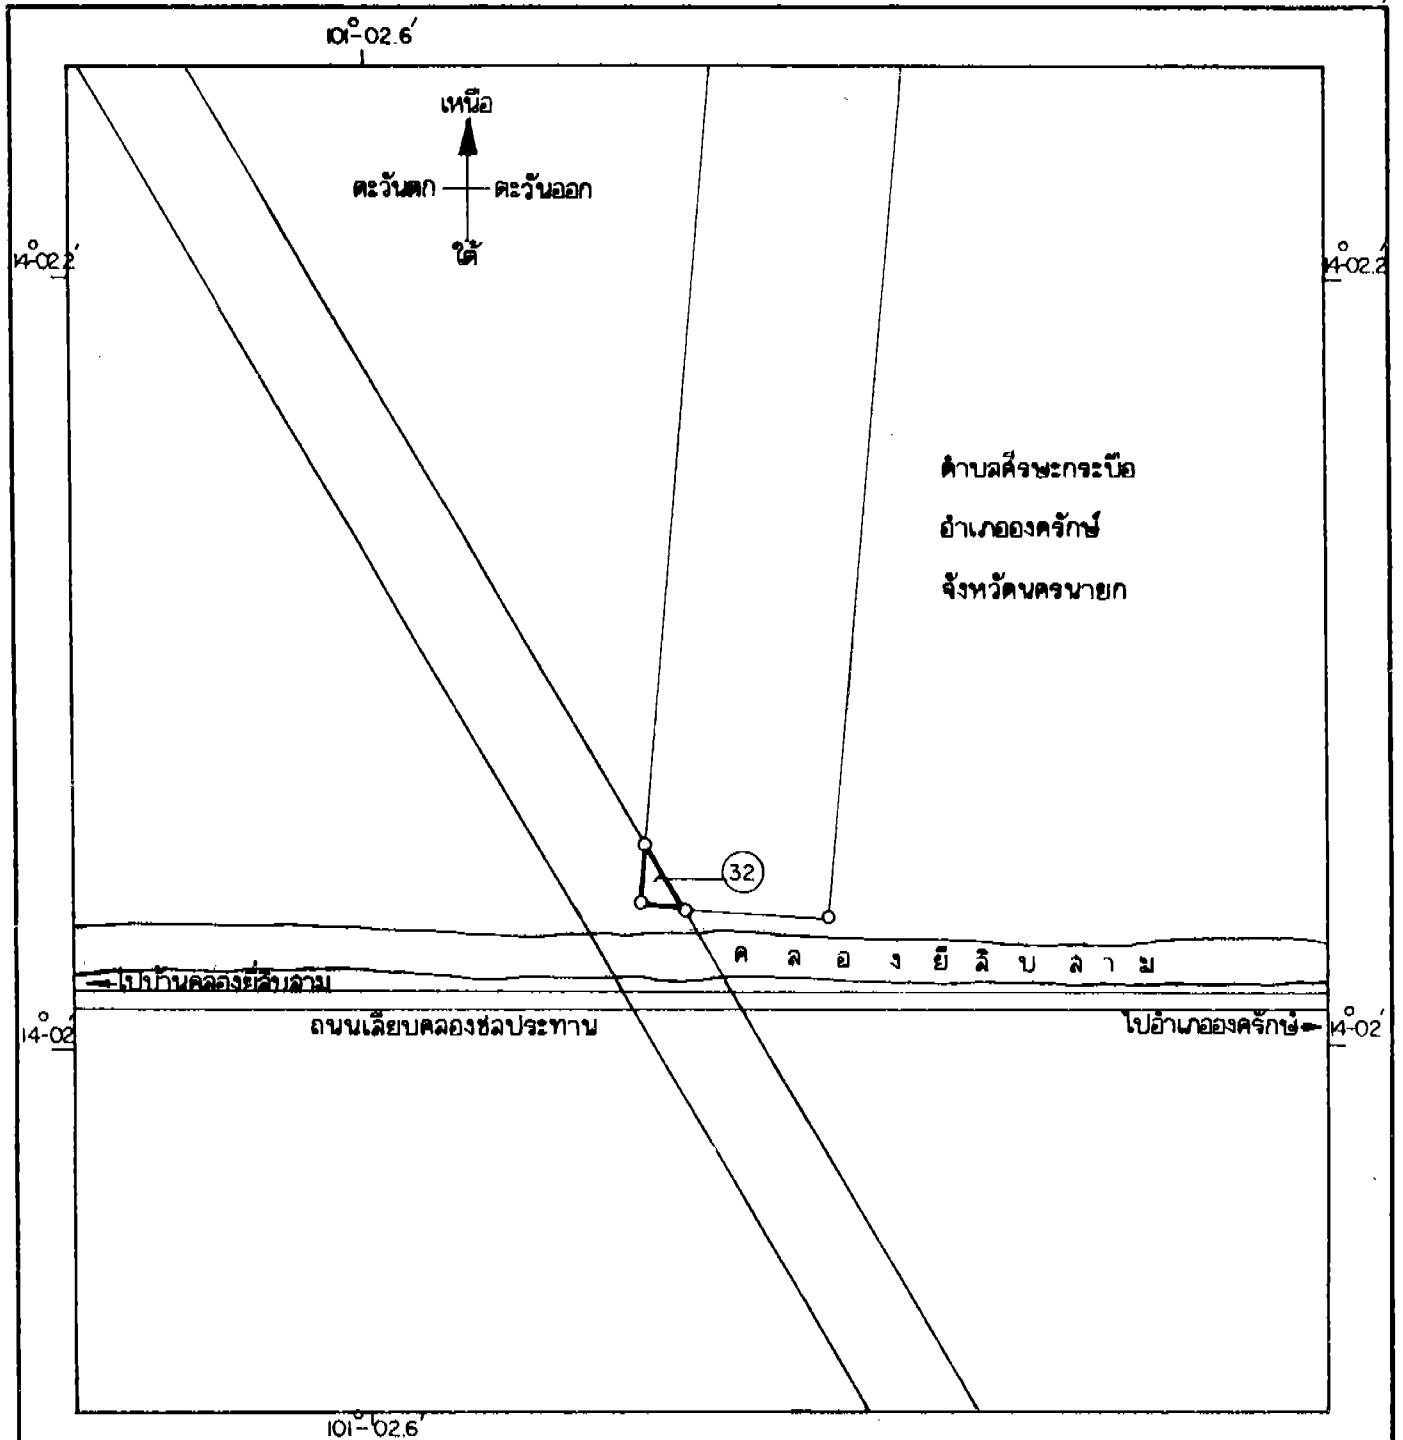 101°-02.6′
เหนือ
ตะวันตก ตะวันออก
ใต้
14°-02.2′ 14°-02.2′
ตำบลศีรษะกระบือ
อำเภอองครักษ์
จังหวัดนครนายก
32
คลองยี่สิบสาม
ไปบ้านคลองยี่สิบสาม
14°-02′ ถนนเลียบคลองชลประทาน ไปอำเภอองครักษ์ 14°-02′
101°-02.6′